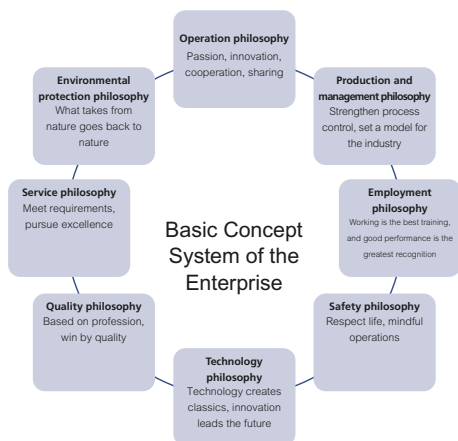 Operation philosophy
Passion, innovation,
cooperation, sharing
Production and
management philosophy
Strengthen process
control, set a model for
the industry
Employment
philosophy
Working is the best training,
and good performance is the
greatest recognition
Safety philosophy
Respect life, mindful
operations
Technology
philosophy
Technology creates
classics, innovation
leads the future
Quality philosophy
Based on profession,
win by quality
Service philosophy
Meet requirements,
pursue excellence
Environmental
protection philosophy
What takes from
nature goes back to
nature
Basic Concept
System of the
Enterprise